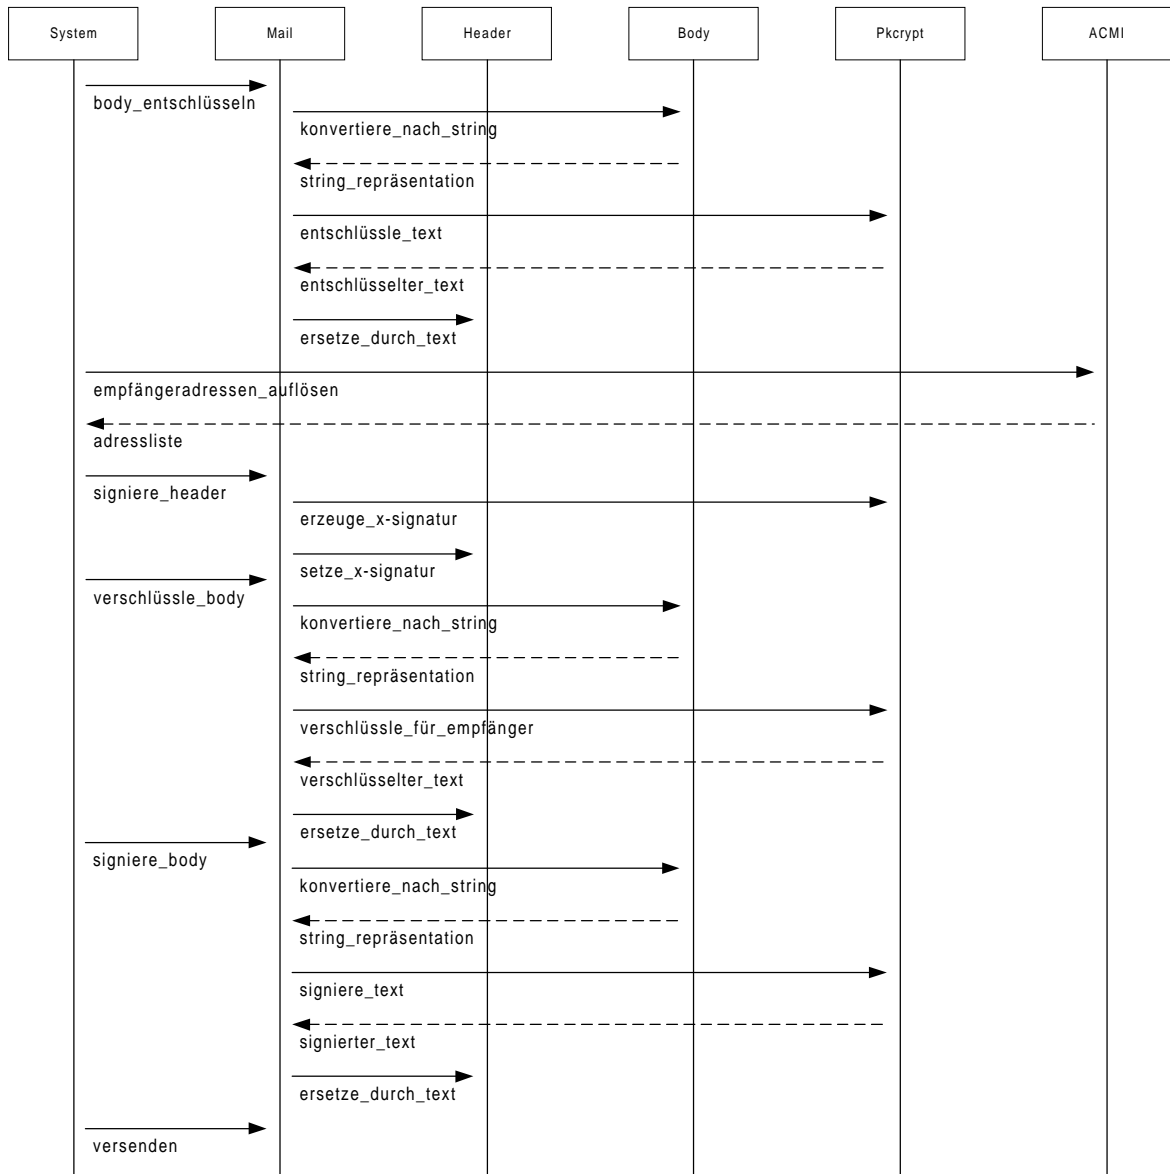 System
Mail
Header
Body
Pkcrypt
ACMI
body_entschlüsseln
konvertiere_nach_string
string_repräsentation
entschlüssle_text
entschlüsselter_text
ersetze_durch_text
empfängeradressen_auflösen
adressliste
signiere_header
erzeuge_x-signatur
setze_x-signatur
verschlüssle_body
konvertiere_nach_string
string_repräsentation
verschlüssle_für_empfänger
verschlüsselter_text
ersetze_durch_text
signiere_body
konvertiere_nach_string
string_repräsentation
signiere_text
signierter_text
ersetze_durch_text
versenden